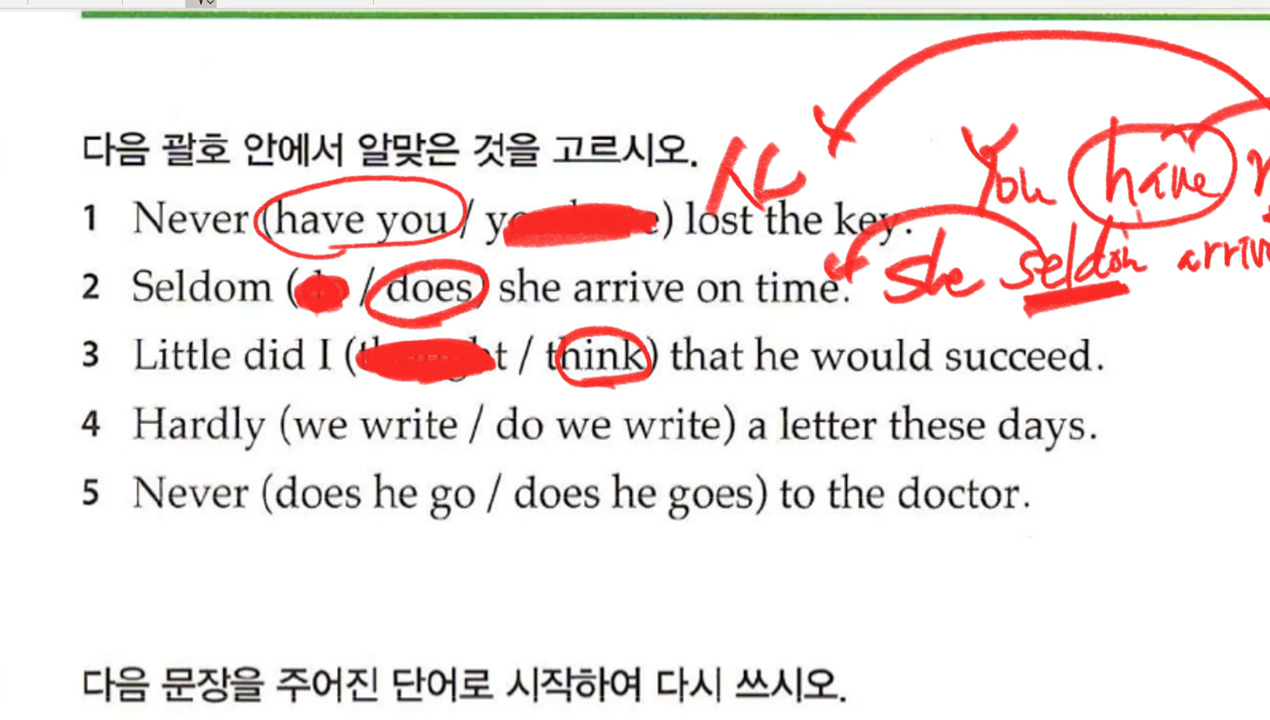 다음 괄호 안에서 알맞은 것을 고르시오.
You have
1 Never (have you / lost the key.
she seldom arrive
2 Seldom ( / does) she arrive on time.
3 Little did I ( / think) that he would succeed.
4 Hardly (we write / do we write) a letter these days.
5 Never (does he go / does he goes) to the doctor.
다음 문장을 주어진 단어로 시작하여 다시 쓰시오.